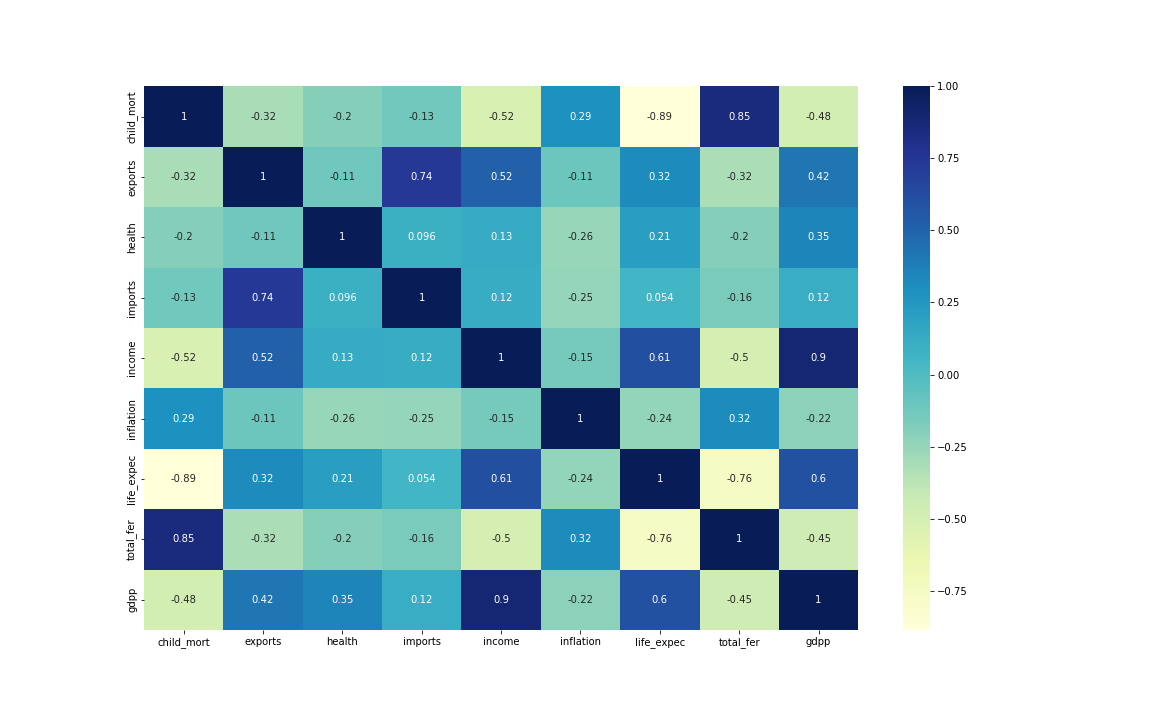 child_mort 1 -0.32 -0.2 -0.13 -0.52 0.29 -0.89 0.85 -0.48
exports -0.32 1 -0.11 0.74 0.52 -0.11 0.32 -0.32 0.42
health -0.2 -0.11 1 0.096 0.13 -0.26 0.21 -0.2 0.35
imports -0.13 0.74 0.096 1 0.12 -0.25 0.054 -0.16 0.12
income -0.52 0.52 0.13 0.12 1 -0.15 0.61 -0.5 0.9
inflation 0.29 -0.11 -0.26 -0.25 -0.15 1 -0.24 0.32 -0.22
life_expec -0.89 0.32 0.21 0.054 0.61 -0.24 1 -0.76 0.6
total_fer 0.85 -0.32 -0.2 -0.16 -0.5 0.32 -0.76 1 -0.45
gdpp -0.48 0.42 0.35 0.12 0.9 -0.22 0.6 -0.45 1
child_mort exports health imports income inflation life_expec total_fer gdpp
1.00
0.75
0.50
0.25
0.00
−0.25
−0.50
−0.75